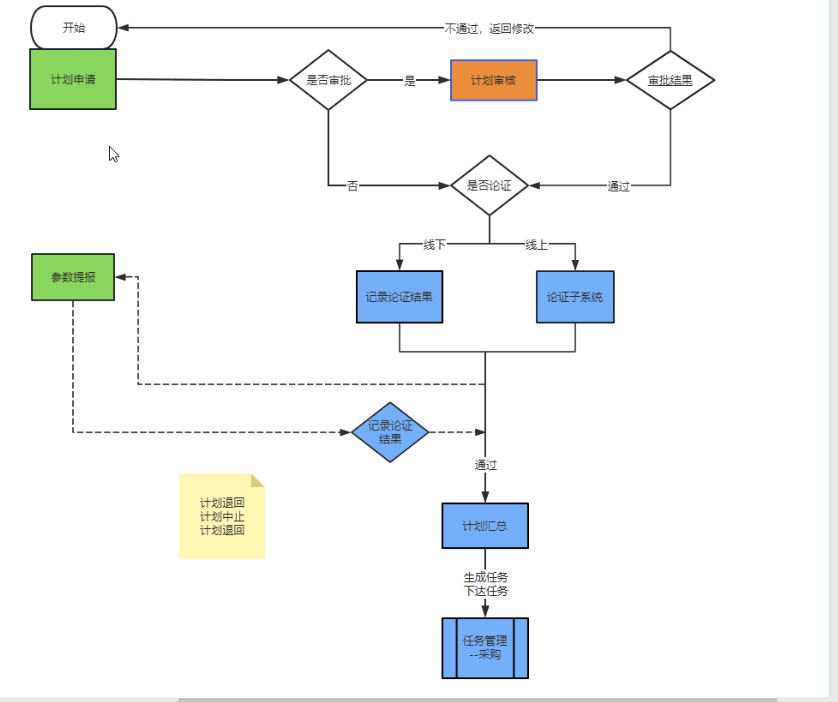 开始
不通过，返回修改
计划申请
是否审批
是
计划审核
审批结果
否
是否论证
通过
线下
线上
参数提报
记录论证结果
论证子系统
记录论证
结果
通过
计划退回
计划中止
计划退回
计划汇总
生成任务
下达任务
任务管理
--采购